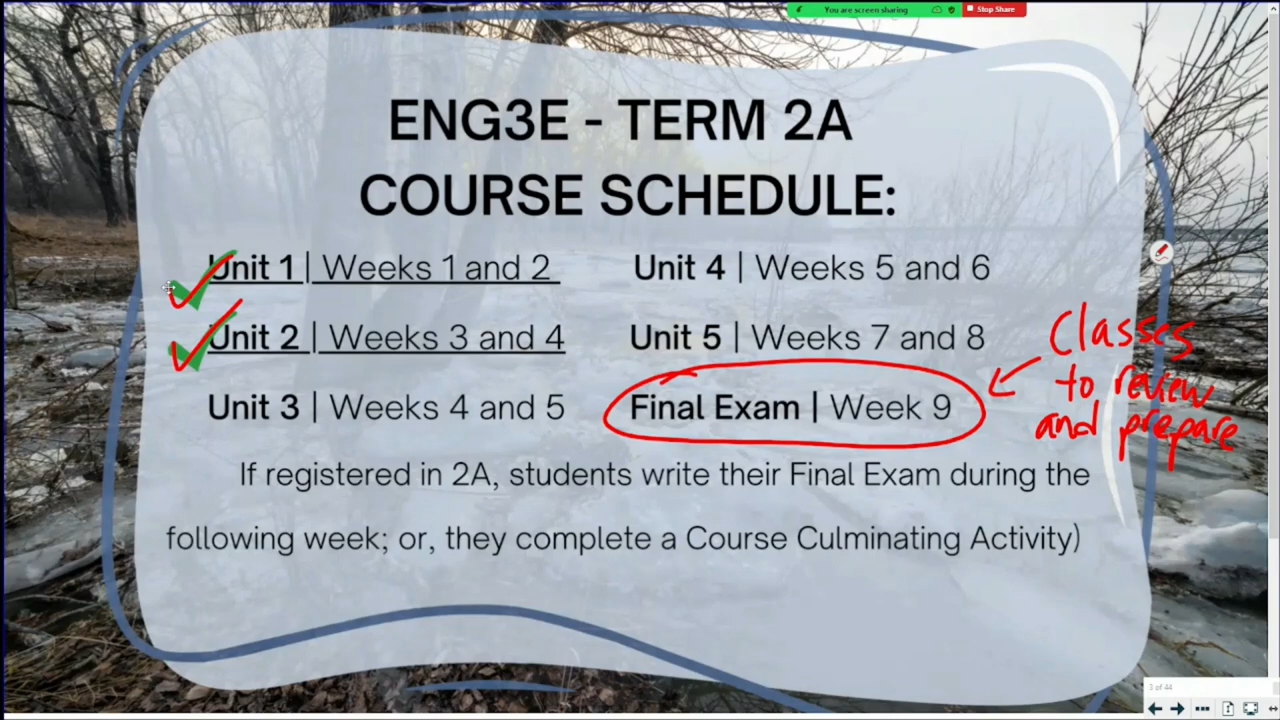 You are screen sharing
Stop Share
ENG3E - TERM 2A
COURSE SCHEDULE:
Unit 1 | Weeks 1 and 2
Unit 2 | Weeks 3 and 4
Unit 3 | Weeks 4 and 5
Unit 4 | Weeks 5 and 6
Unit 5 | Weeks 7 and 8
Final Exam | Week 9
Classes
to review
and prepare
If registered in 2A, students write their Final Exam during the
following week; or, they complete a Course Culminating Activity)
3 of 44